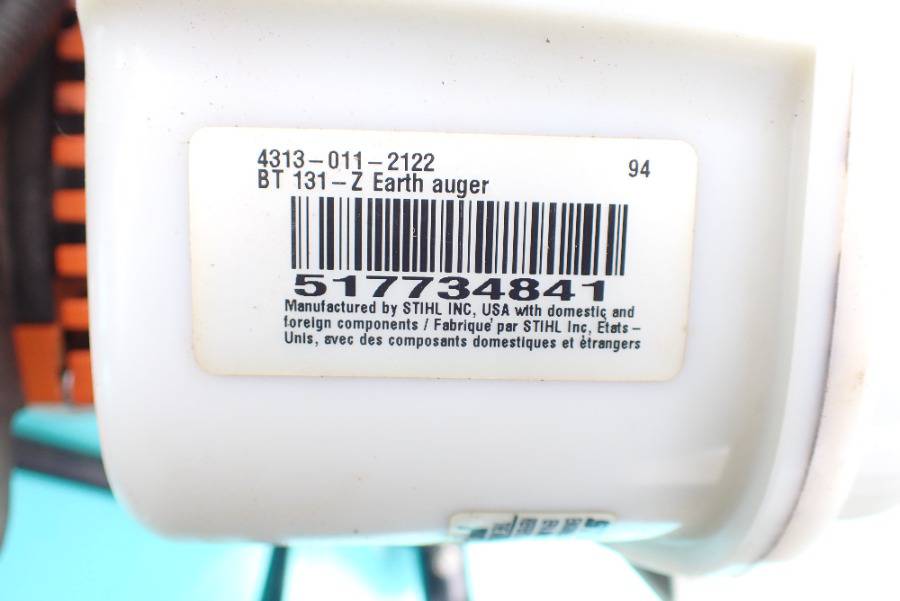 4313-011-2122 94
BT 131-Z Earth auger
517734841
Manufactured by STIHL INC, USA with domestic and
foreign components / Fabriqué par STIHL Inc, Etats-
Unis, avec des composants domestiques et étrangers